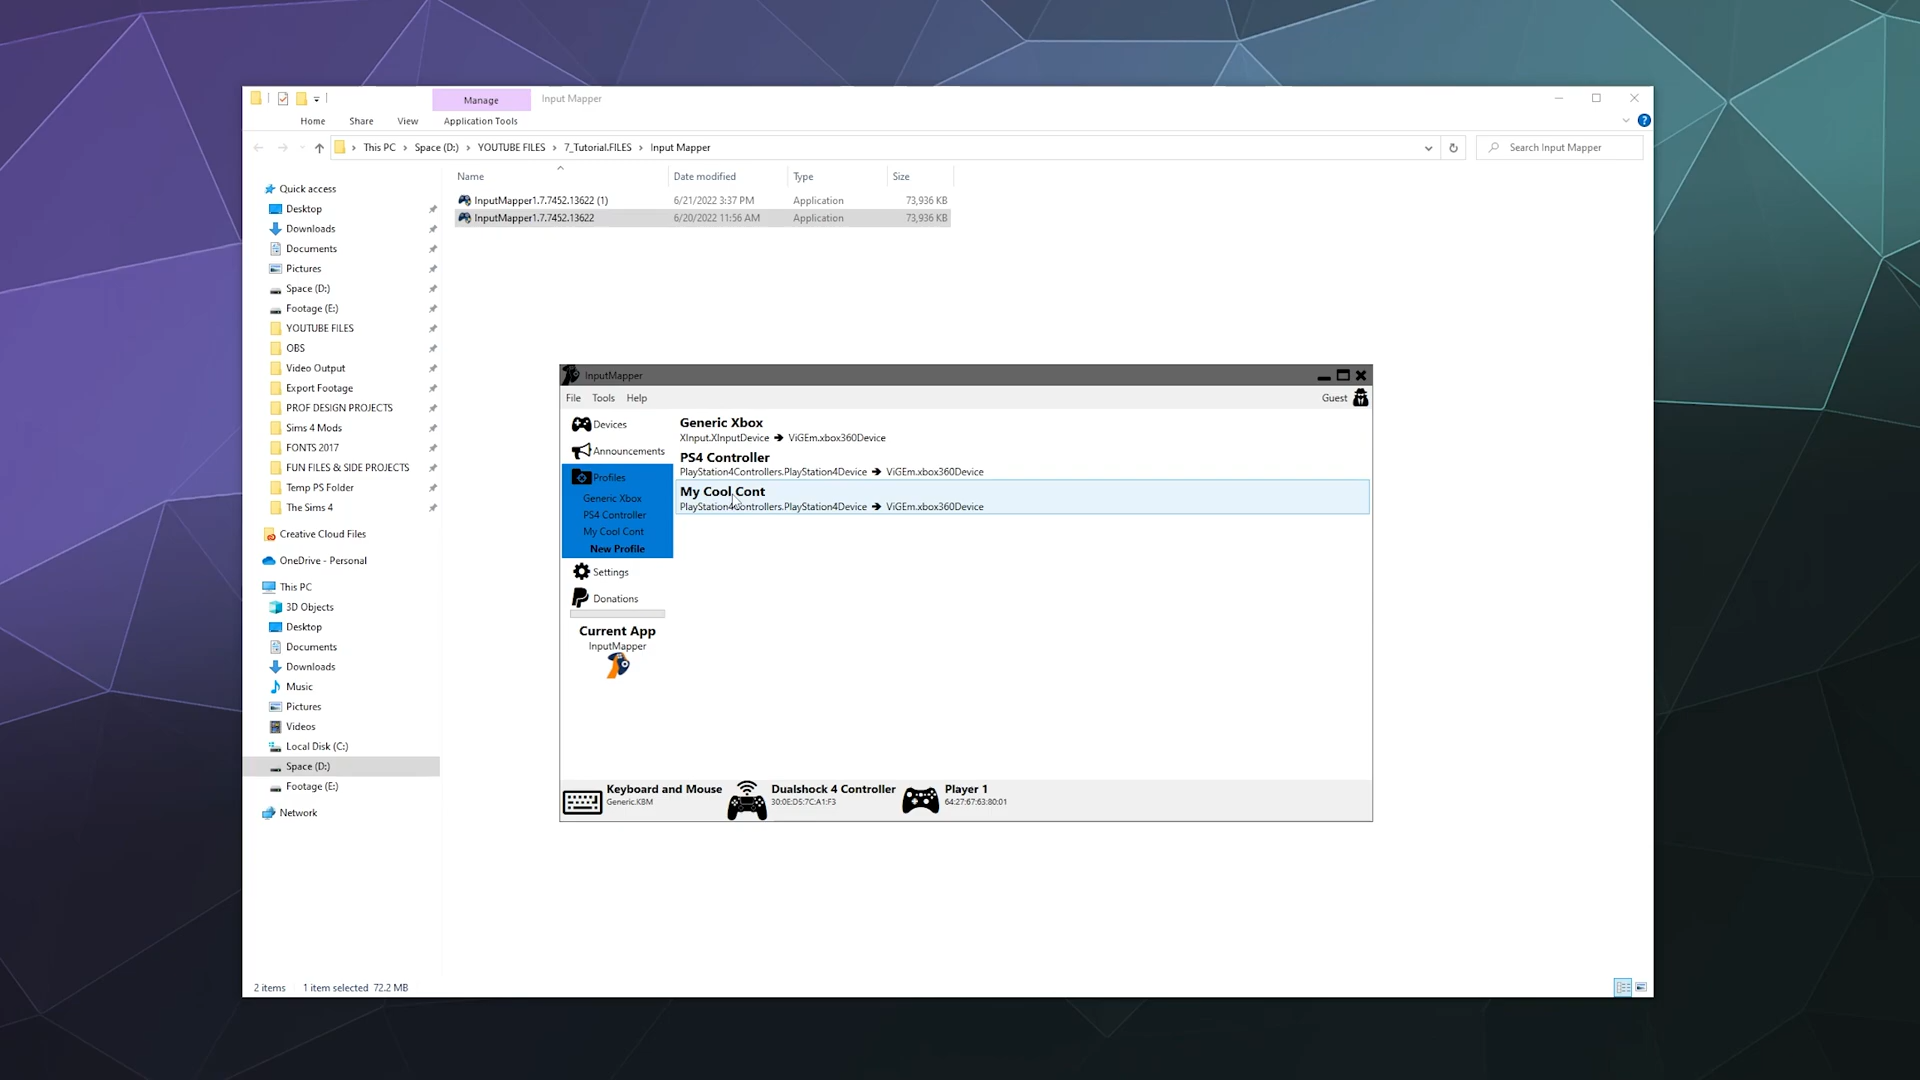 Manage
Input Mapper
Home
Share
View
Application Tools
This PC
Space (D:)
YOUTUBE FILES
7_Tutorial.FILES
Input Mapper
Search Input Mapper
Name
Date modified
Type
Size
InputMapper1.7.7452.13622 (1)
6/21/2022 3:37 PM
Application
73,936 KB
InputMapper1.7.7452.13622
6/20/2022 11:56 AM
Application
73,936 KB
Quick access
Desktop
Downloads
Documents
Pictures
Space (D:)
Footage (E:)
YOUTUBE FILES
OBS
Video Output
Export Footage
PROF DESIGN PROJECTS
Sims 4 Mods
FONTS 2017
FUN FILES & SIDE PROJECTS
Temp PS Folder
The Sims 4
Creative Cloud Files
OneDrive - Personal
This PC
3D Objects
Desktop
Documents
Downloads
Music
Pictures
Videos
Local Disk (C:)
Space (D:)
Footage (E:)
Network
2 items
1 item selected 72.2 MB
InputMapper
File
Tools
Help
Guest
Devices
Announcements
Profiles
Generic Xbox
PS4 Controller
My Cool Cont
New Profile
Settings
Donations
Current App
InputMapper
Generic Xbox
XInput.XInputDevice ➔ ViGEm.xbox360Device
PS4 Controller
PlayStation4Controllers.PlayStation4Device ➔ ViGEm.xbox360Device
My Cool Cont
PlayStation4Controllers.PlayStation4Device ➔ ViGEm.xbox360Device
Keyboard and Mouse
Generic.KBM
Dualshock 4 Controller
30:0E:D5:7C:A1:F3
Player 1
64:27:67:63:80:01